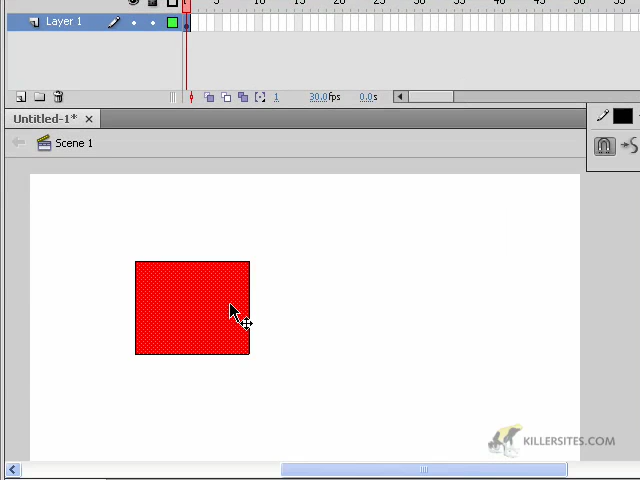 5 10 15 20 25 30 35 40 45 50 55
Layer 1
1 30.0fps 0.0s
Untitled-1* ×
Scene 1
KILLERSITES.COM